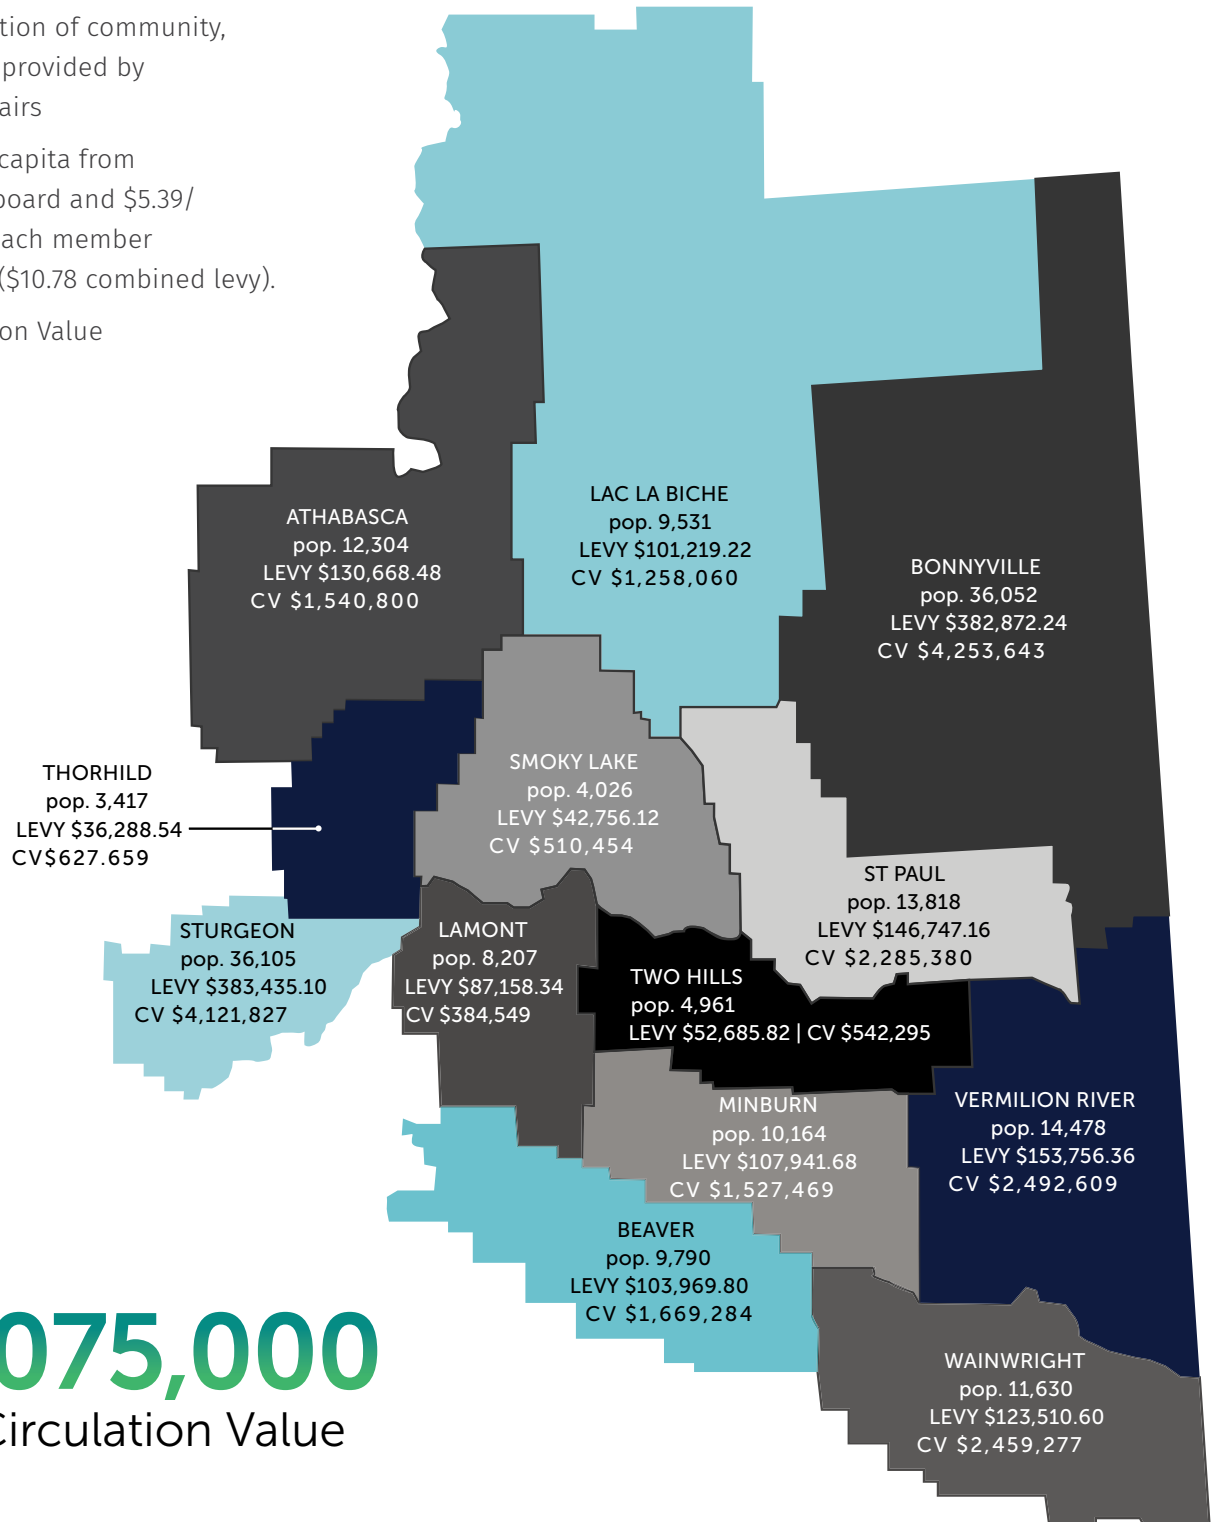 tion of community,
provided by
airs
capita from
board and $5.39/
ach member
($10.78 combined levy).
on Value
LAC LA BICHE
pop. 9,531
LEVY $101,219.22
CV $1,258,060
ATHABASCA
pop. 12,304
LEVY $130,668.48
CV $1,540,800
BONNYVILLE
pop. 36,052
LEVY $382,872.24
CV $4,253,643
SMOKY LAKE
pop. 4,026
LEVY $42,756.12
CV $510,454
THORHILD
pop. 3,417
LEVY $36,288.54
CV$627.659
ST PAUL
pop. 13,818
LEVY $146,747.16
CV $2,285,380
STURGEON
pop. 36,105
LEVY $383,435.10
CV $4,121,827
LAMONT
pop. 8,207
LEVY $87,158.34
CV $384,549
TWO HILLS
pop. 4,961
LEVY $52,685.82 | CV $542,295
MINBURN
pop. 10,164
LEVY $107,941.68
CV $1,527,469
VERMILION RIVER
pop. 14,478
LEVY $153,756.36
CV $2,492,609
BEAVER
pop. 9,790
LEVY $103,969.80
CV $1,669,284
075,000
Circulation Value
WAINWRIGHT
pop. 11,630
LEVY $123,510.60
CV $2,459,277